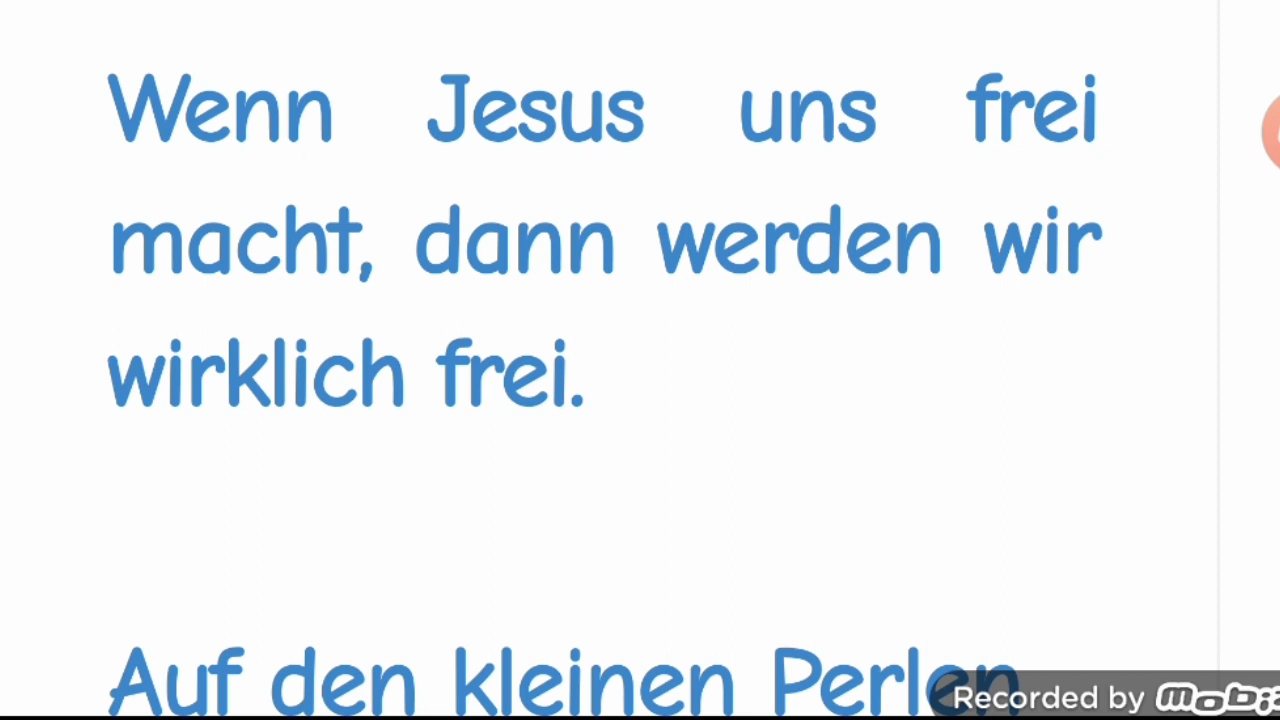 Wenn Jesus uns frei
macht, dann werden wir
wirklich frei.
Auf den kleinen Perlen
Recorded by